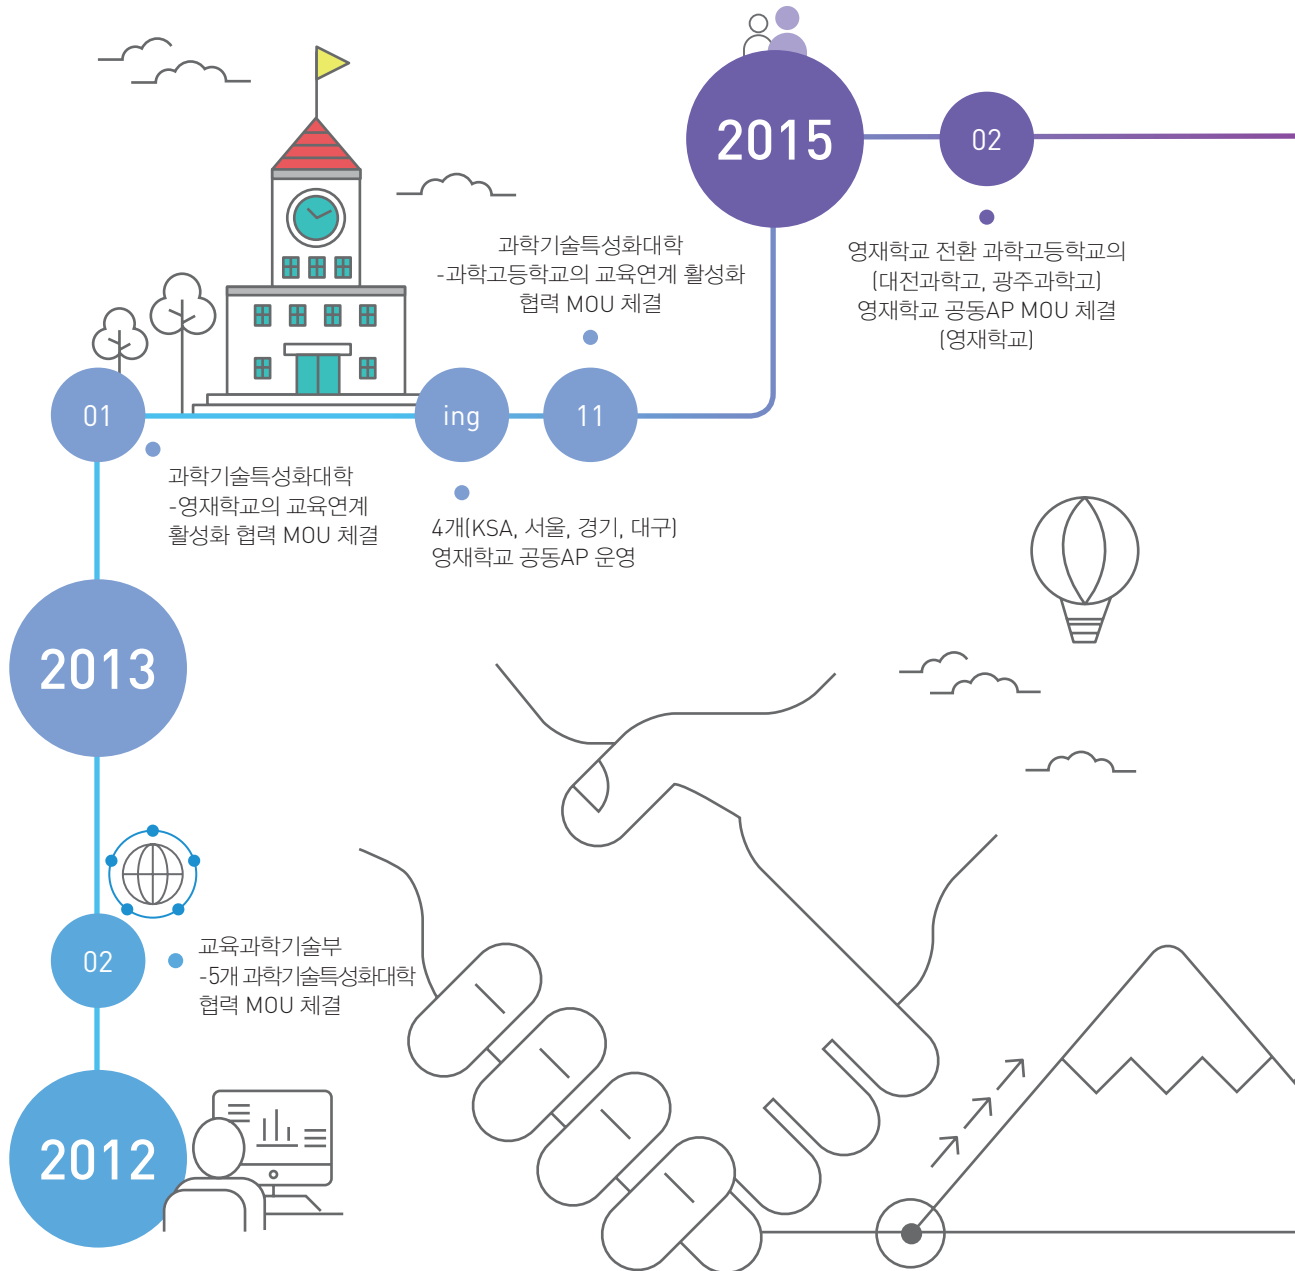 2015
02
영재학교 전환 과학고등학교의
(대전과학고, 광주과학고)
영재학교 공동AP MOU 체결
(영재학교)
과학기술특성화대학
-과학고등학교의 교육연계 활성화
협력 MOU 체결
01
ing
11
과학기술특성화대학
-영재학교의 교육연계
활성화 협력 MOU 체결
4개(KSA, 서울, 경기, 대구)
영재학교 공동AP 운영
2013
02
교육과학기술부
-5개 과학기술특성화대학
협력 MOU 체결
2012